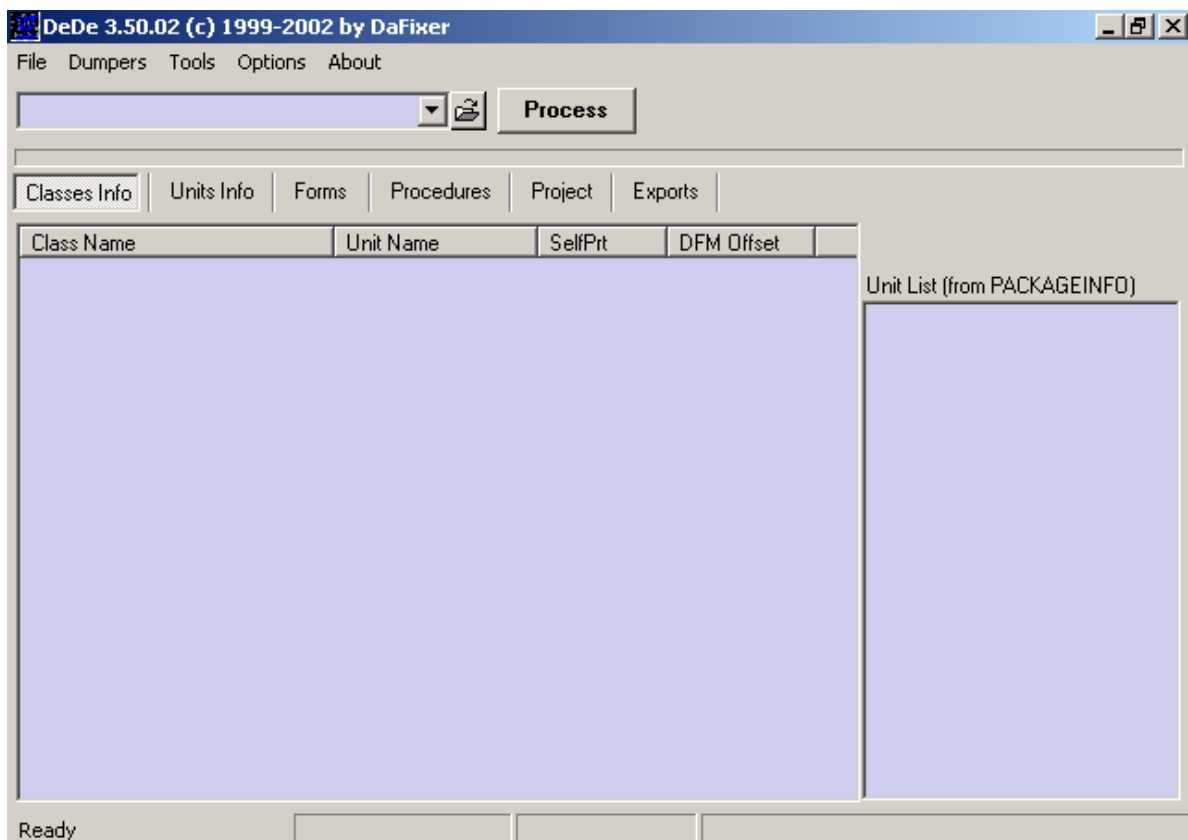 DeDe 3.50.02 (c) 1999-2002 by DaFixer
File Dumpers Tools Options About
Process
Classes Info Units Info Forms Procedures Project Exports
Class Name Unit Name SelfPrt DFM Offset
Unit List (from PACKAGEINFO)
Ready